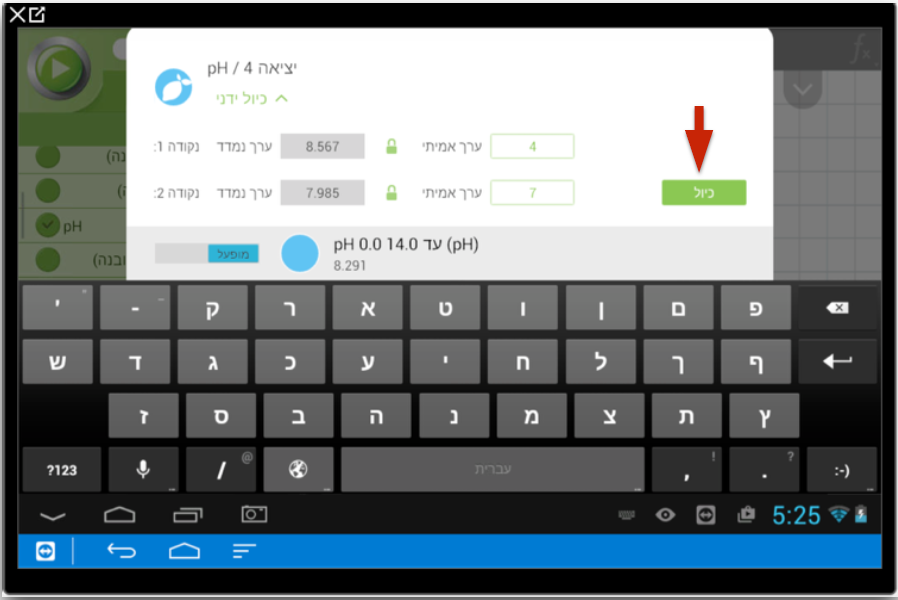 pH / 4 יציאה
כיול ידני
נקודה 1: ערך נמדד 8.567 ערך אמיתי 4
נקודה 2: ערך נמדד 7.985 ערך אמיתי 7 כיול
pH
pH 0.0 עד 14.0 (pH)
8.291
מופעל
' - ק ר א ט ו ן ם פ
ש ד ג כ ע י ח ל ך ף
ז ס ב ה נ מ צ ת ץ
?123 / @ עברית , ! . ? :-)
5:25